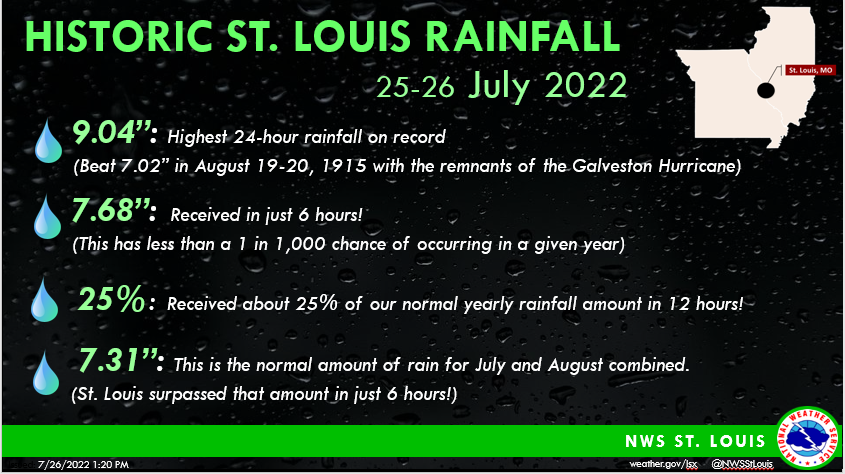 HISTORIC ST. LOUIS RAINFALL
25-26 July 2022
St. Louis, MO
9.04”: Highest 24-hour rainfall on record
(Beat 7.02” in August 19-20, 1915 with the remnants of the Galveston Hurricane)
7.68”: Received in just 6 hours!
(This has less than a 1 in 1,000 chance of occurring in a given year)
25%: Received about 25% of our normal yearly rainfall amount in 12 hours!
7.31”: This is the normal amount of rain for July and August combined.
(St. Louis surpassed that amount in just 6 hours!)
NWS ST. LOUIS
NATIONAL WEATHER SERVICE
7/26/2022 1:20 PM
weather.gov/lsx @NWSStLouis